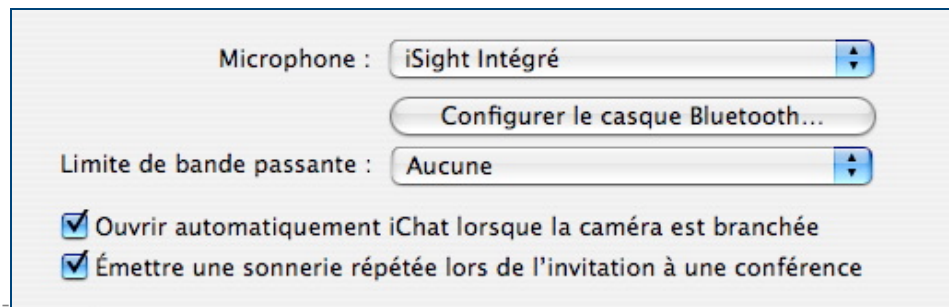 Microphone : iSight Intégré
Configurer le casque Bluetooth...
Limite de bande passante : Aucune
Ouvrir automatiquement iChat lorsque la caméra est branchée
Émettre une sonnerie répétée lors de l'invitation à une conférence